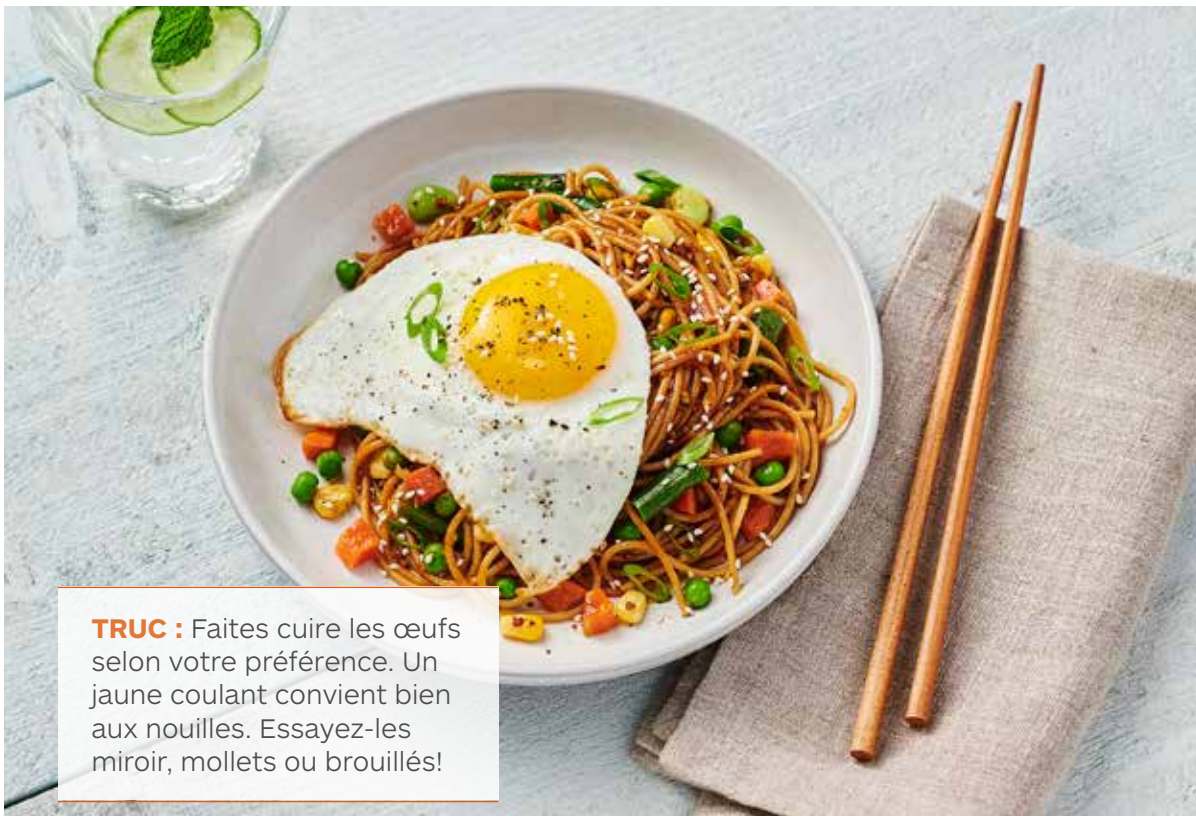 TRUC : Faites cuire les œufs
selon votre préférence. Un
jaune coulant convient bien
aux nouilles. Essayez-les
miroir, mollets ou brouillés!